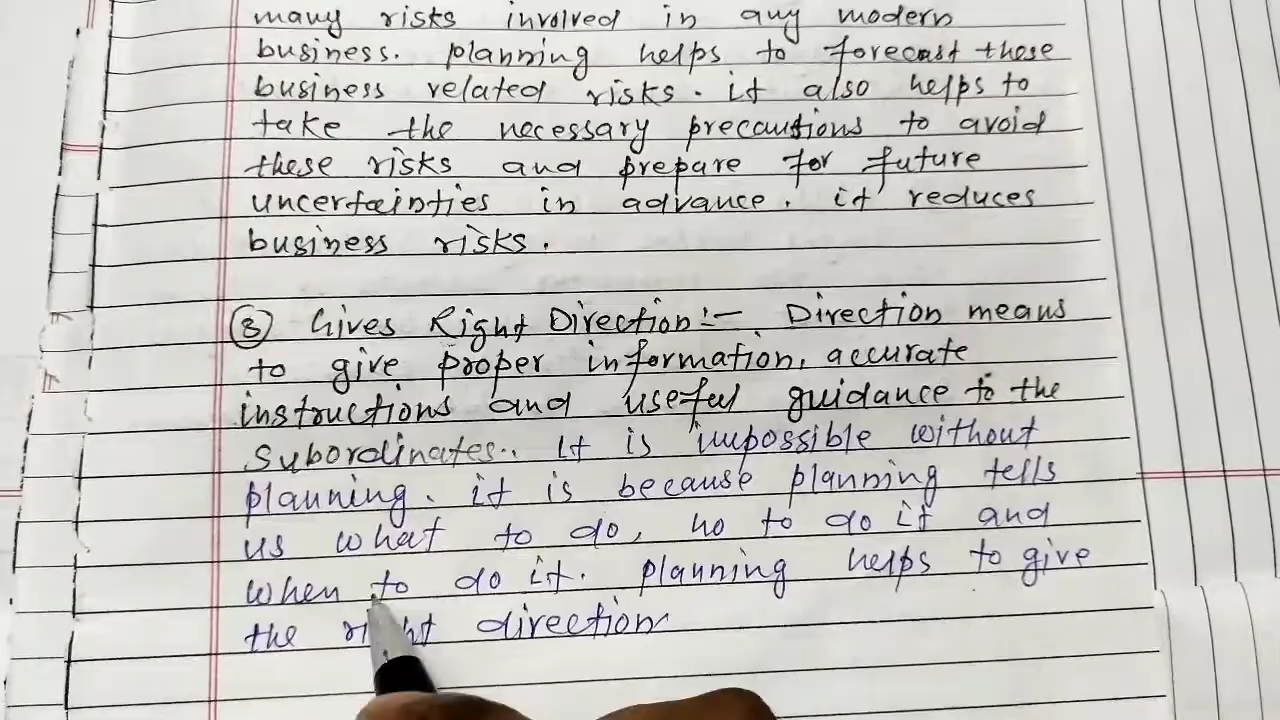 many risks involved in any modern
business. planning helps to forecast these
business related risks. it also helps to
take the necessary precautions to avoid
these risks and prepare for future
uncertainties in advance. it reduces
business risks.
③ Gives Right Direction:- Direction means
to give proper information, accurate
instructions and useful guidance to the
subordinates. It is impossible without
planning. it is because planning tells
us what to do, ho to do it and
when to do it. planning helps to give
the right direction